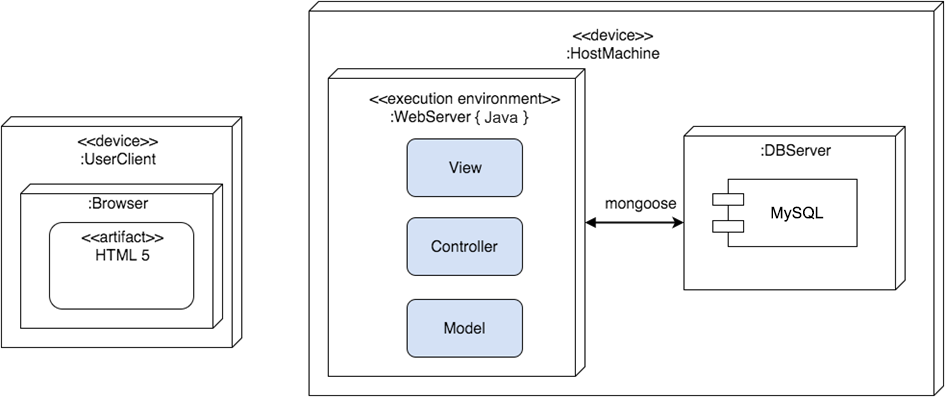 <<device>>
:UserClient
:Browser
<<artifact>>
HTML 5
<<device>>
:HostMachine
<<execution environment>>
:WebServer { Java }
View
Controller
Model
mongoose
:DBServer
MySQL